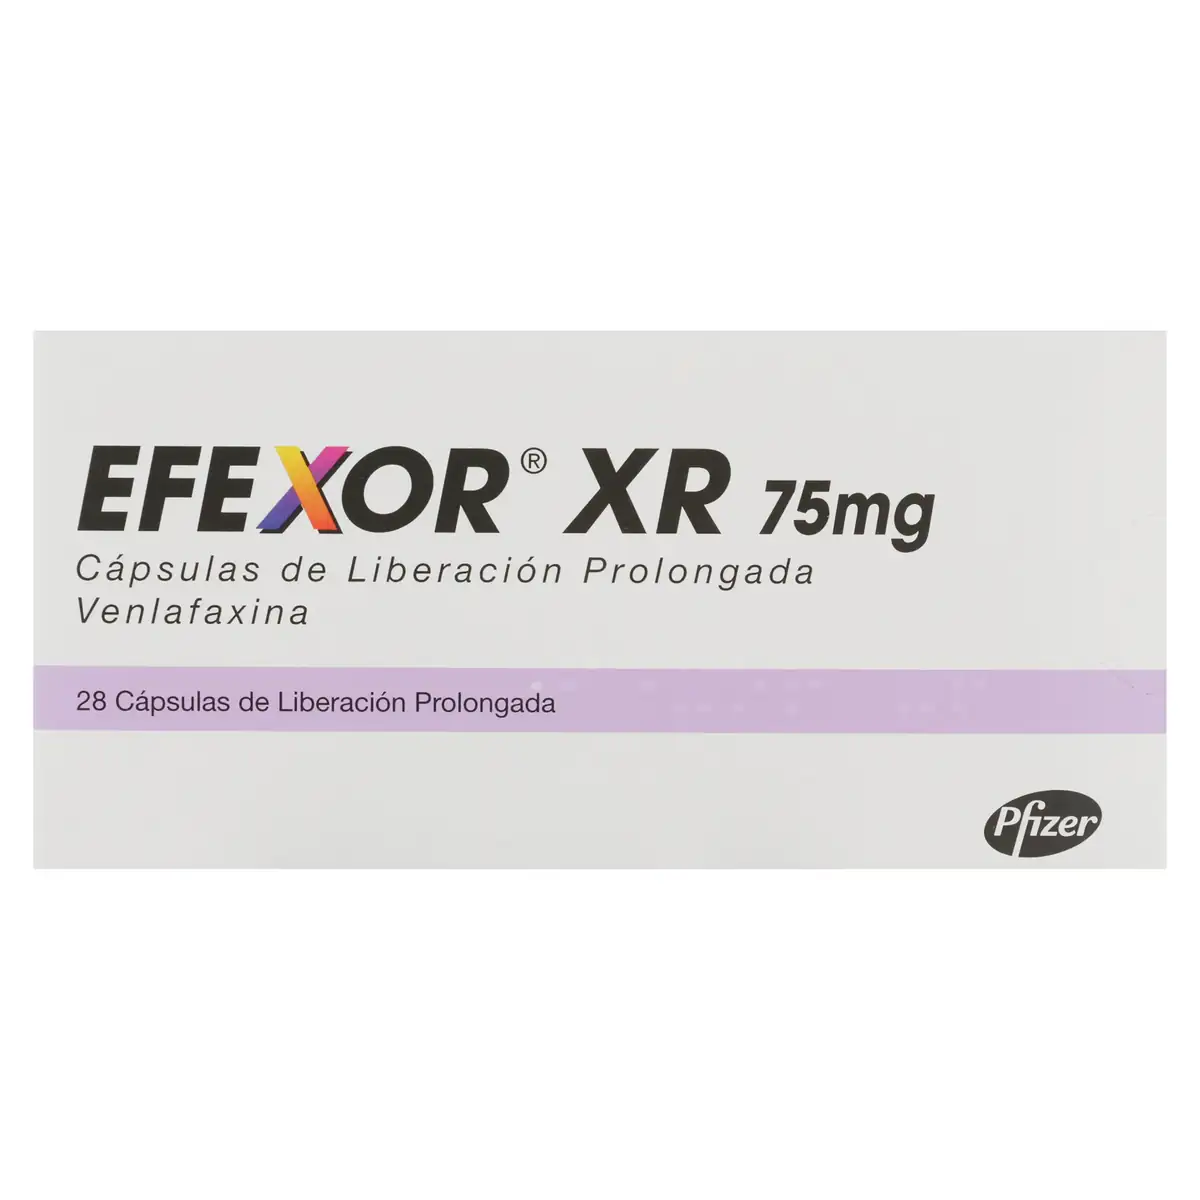 EFEXOR® XR 75mg
Cápsulas de Liberación Prolongada
Venlafaxina
28 Cápsulas de Liberación Prolongada
Pfizer